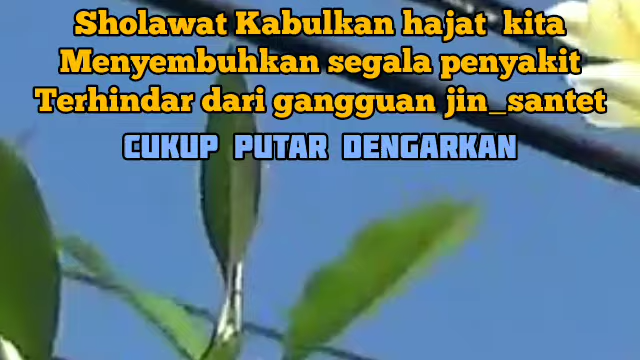 Sholawat Kabulkan hajat kita
Menyembuhkan segala penyakit
Terhindar dari gangguan jin_santet
CUKUP PUTAR DENGARKAN